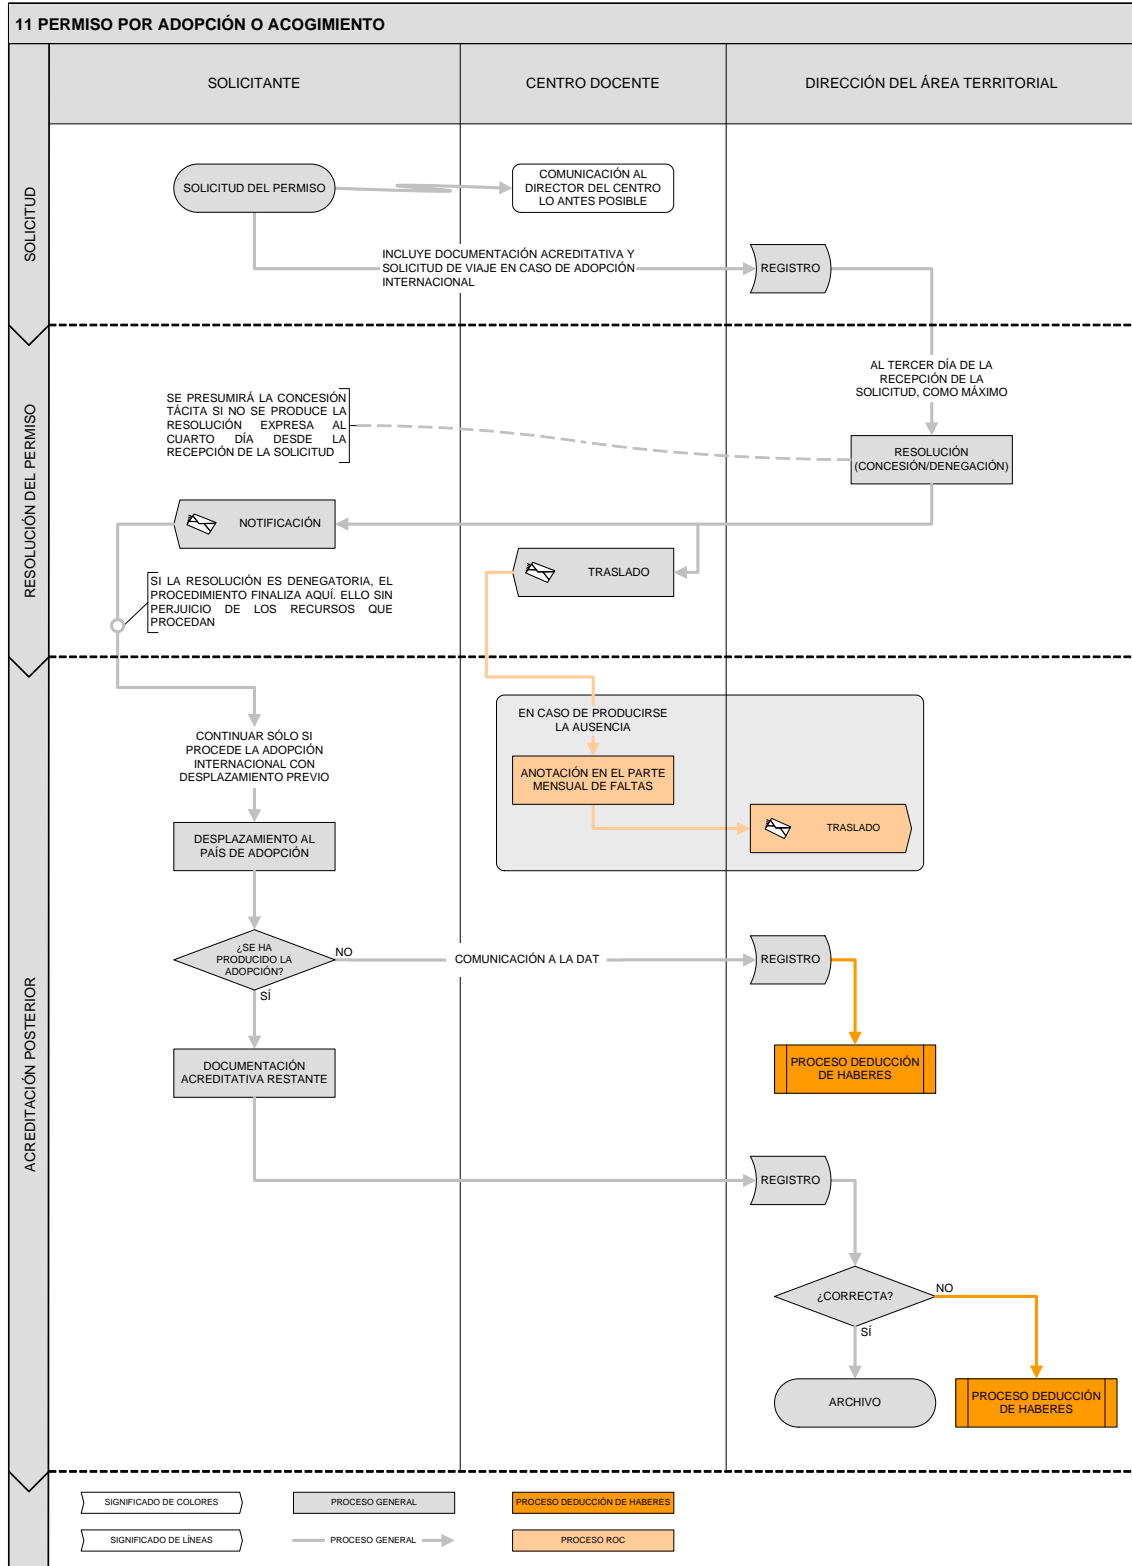 11 PERMISO POR ADOPCIÓN O ACOGIMIENTO
SOLICITANTE
CENTRO DOCENTE
DIRECCIÓN DEL ÁREA TERRITORIAL
SOLICITUD
SOLICITUD DEL PERMISO
COMUNICACIÓN AL
DIRECTOR DEL CENTRO
LO ANTES POSIBLE
INCLUYE DOCUMENTACIÓN ACREDITATIVA Y
SOLICITUD DE VIAJE EN CASO DE ADOPCIÓN
INTERNACIONAL
REGISTRO
RESOLUCIÓN DEL PERMISO
AL TERCER DÍA DE LA
RECEPCIÓN DE LA
SOLICITUD, COMO MÁXIMO
SE PRESUMIRÁ LA CONCESIÓN
TÁCITA SI NO SE PRODUCE LA
RESOLUCIÓN EXPRESA AL
CUARTO DÍA DESDE LA
RECEPCIÓN DE LA SOLICITUD
RESOLUCIÓN
(CONCESIÓN/DENEGACIÓN)
NOTIFICACIÓN
TRASLADO
SI LA RESOLUCIÓN ES DENEGATORIA, EL
PROCEDIMIENTO FINALIZA AQUÍ. ELLO SIN
PERJUICIO DE LOS RECURSOS QUE
PROCEDAN
ACREDITACIÓN POSTERIOR
EN CASO DE PRODUCIRSE
LA AUSENCIA
CONTINUAR SÓLO SI
PROCEDE LA ADOPCIÓN
INTERNACIONAL CON
DESPLAZAMIENTO PREVIO
ANOTACIÓN EN EL PARTE
MENSUAL DE FALTAS
TRASLADO
DESPLAZAMIENTO AL
PAÍS DE ADOPCIÓN
¿SE HA
PRODUCIDO LA
ADOPCIÓN?
NO
COMUNICACIÓN A LA DAT
REGISTRO
SÍ
DOCUMENTACIÓN
ACREDITATIVA RESTANTE
PROCESO DEDUCCIÓN
DE HABERES
REGISTRO
¿CORRECTA?
NO
SÍ
ARCHIVO
PROCESO DEDUCCIÓN
DE HABERES
SIGNIFICADO DE COLORES
PROCESO GENERAL
PROCESO DEDUCCIÓN DE HABERES
SIGNIFICADO DE LÍNEAS
PROCESO GENERAL
PROCESO ROC